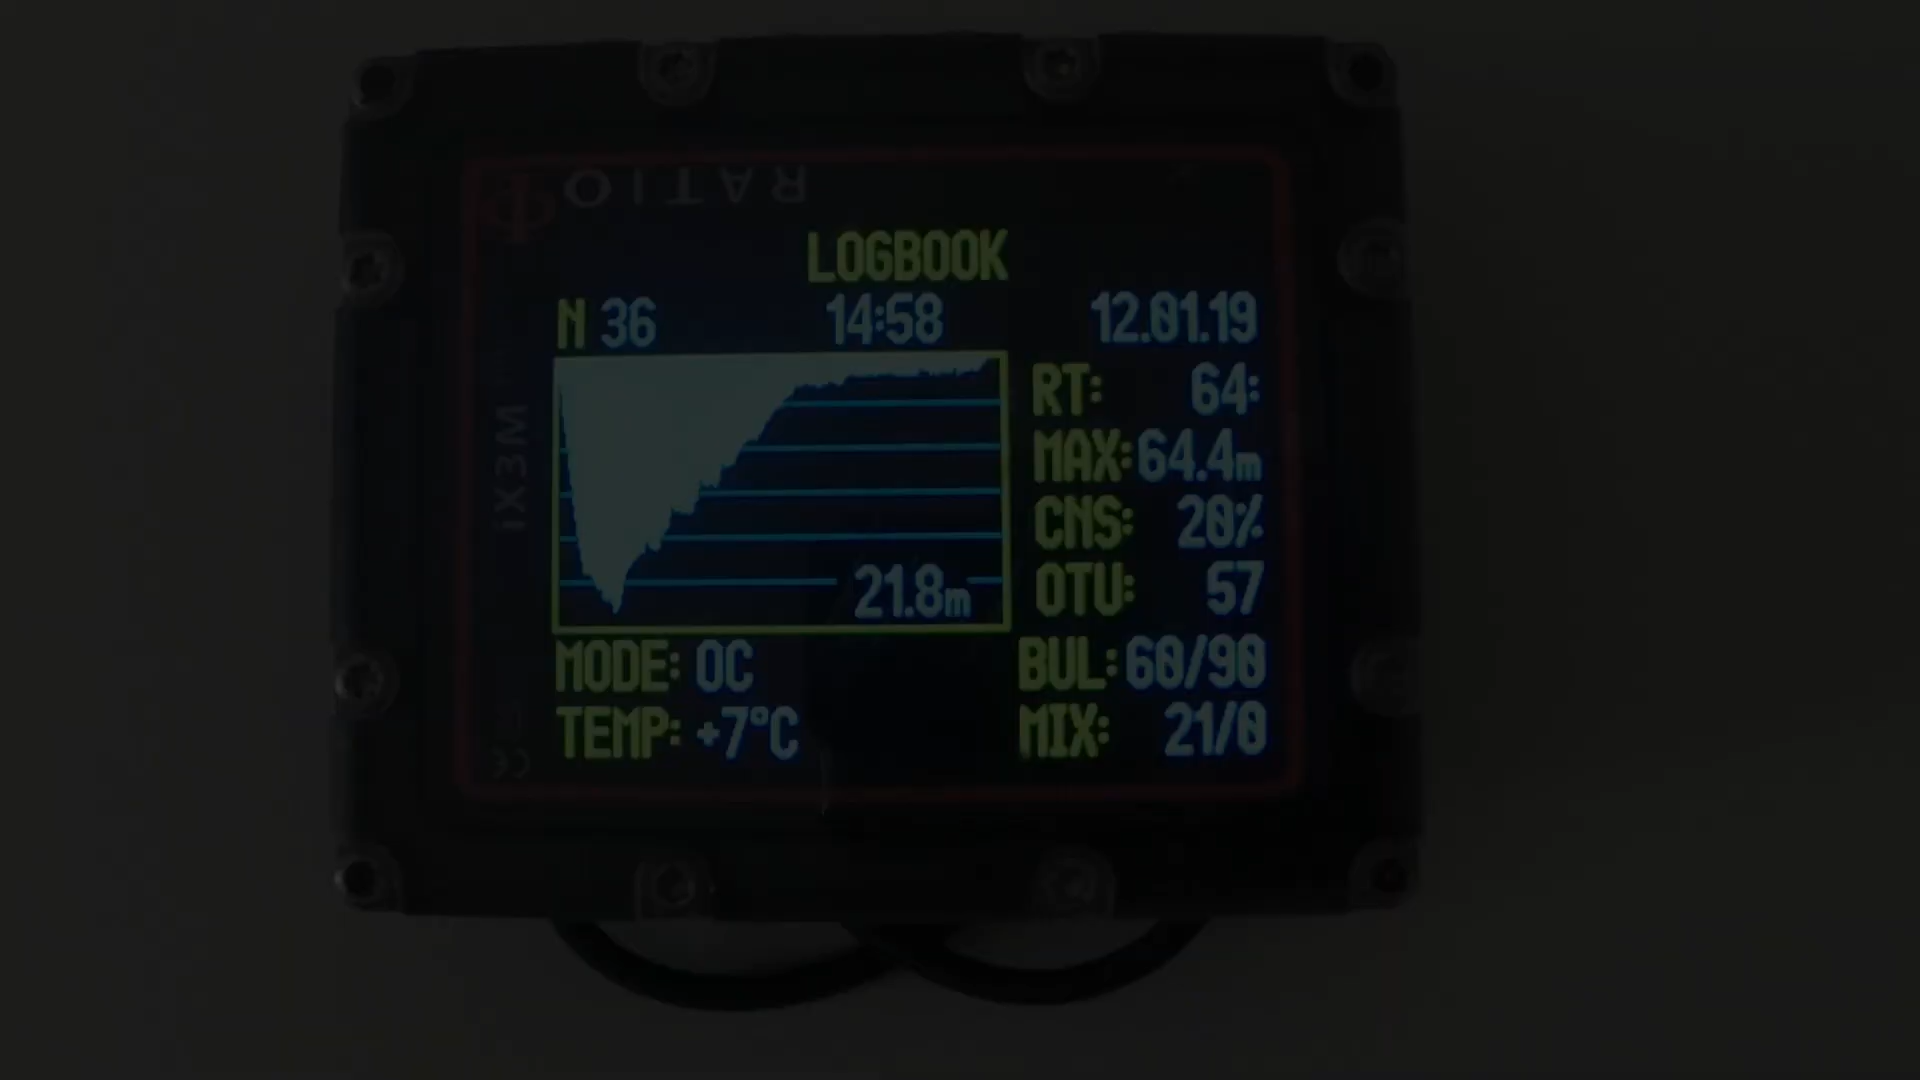 RATIO
LOGBOOK
N 36 14:58 12.01.19
RT: 64:
MAX: 64.4m
CNS: 20%
OTU: 57
21.8m
MODE: OC BUL: 60/90
TEMP: +7°C MIX: 21/0
iX3M
CE